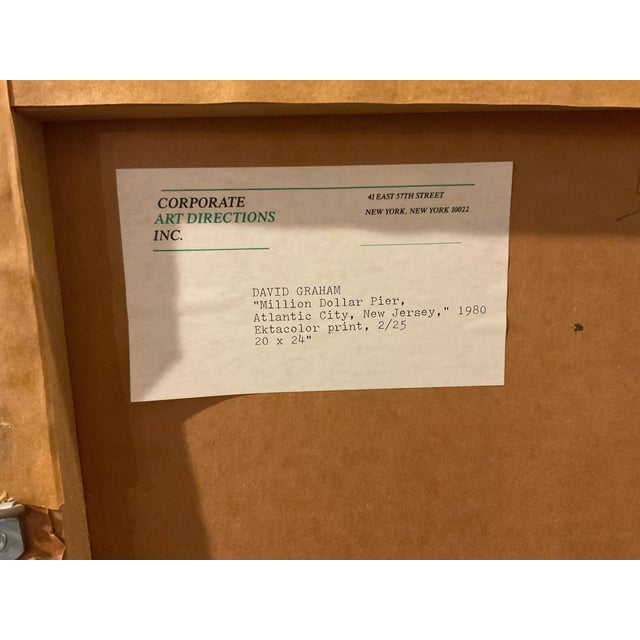 CORPORATE
ART DIRECTIONS
INC.
41 EAST 57TH STREET
NEW YORK, NEW YORK 10022
DAVID GRAHAM
"Million Dollar Pier,
Atlantic City, New Jersey," 1980
Ektacolor print, 2/25
20 x 24"